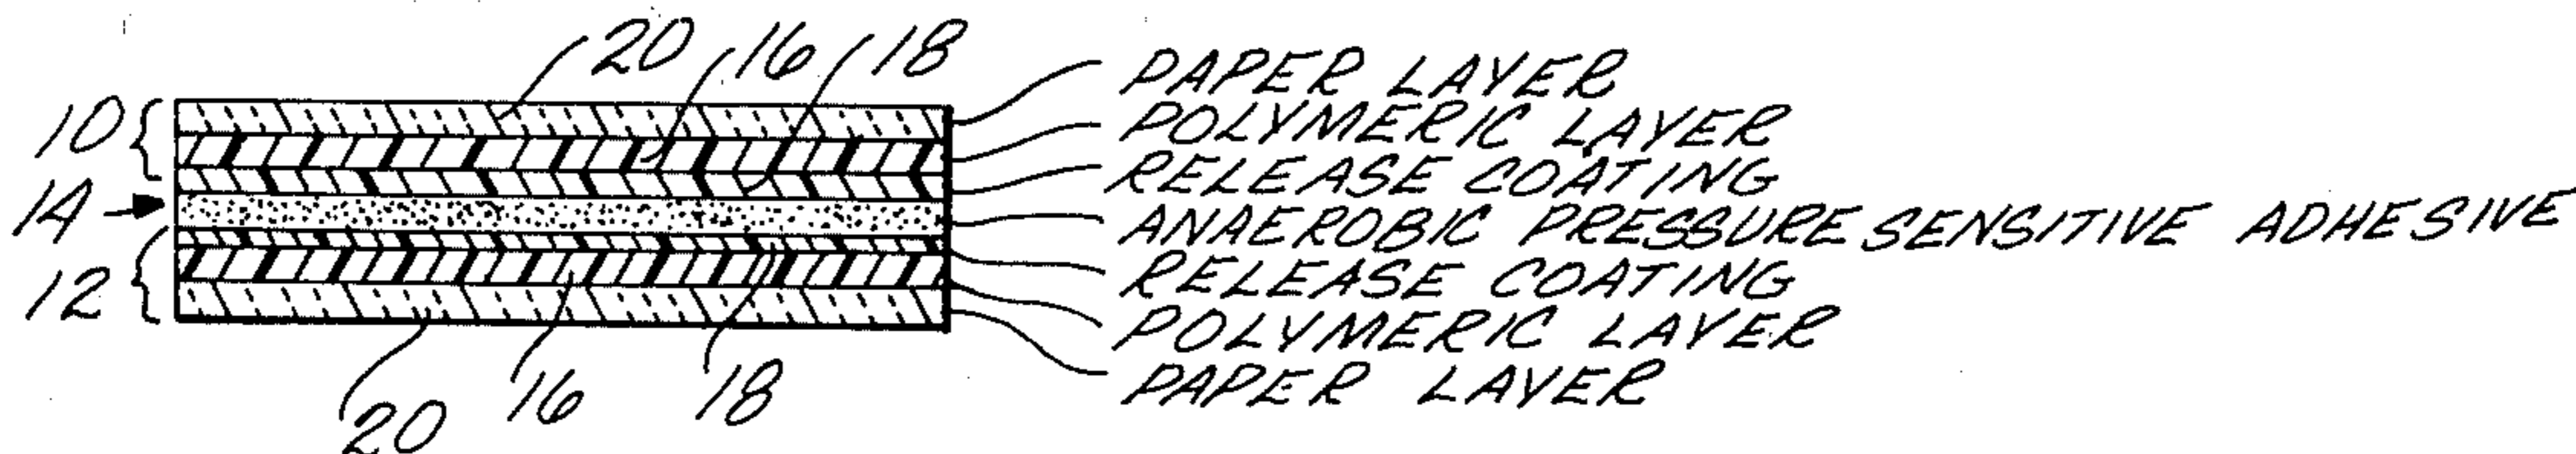 20 16 18
PAPER LAYER
10
POLYMERIC LAYER
RELEASE COATING
14
ANAEROBIC PRESSURE SENSITIVE ADHESIVE
12
RELEASE COATING
POLYMERIC LAYER
20 16 18
PAPER LAYER